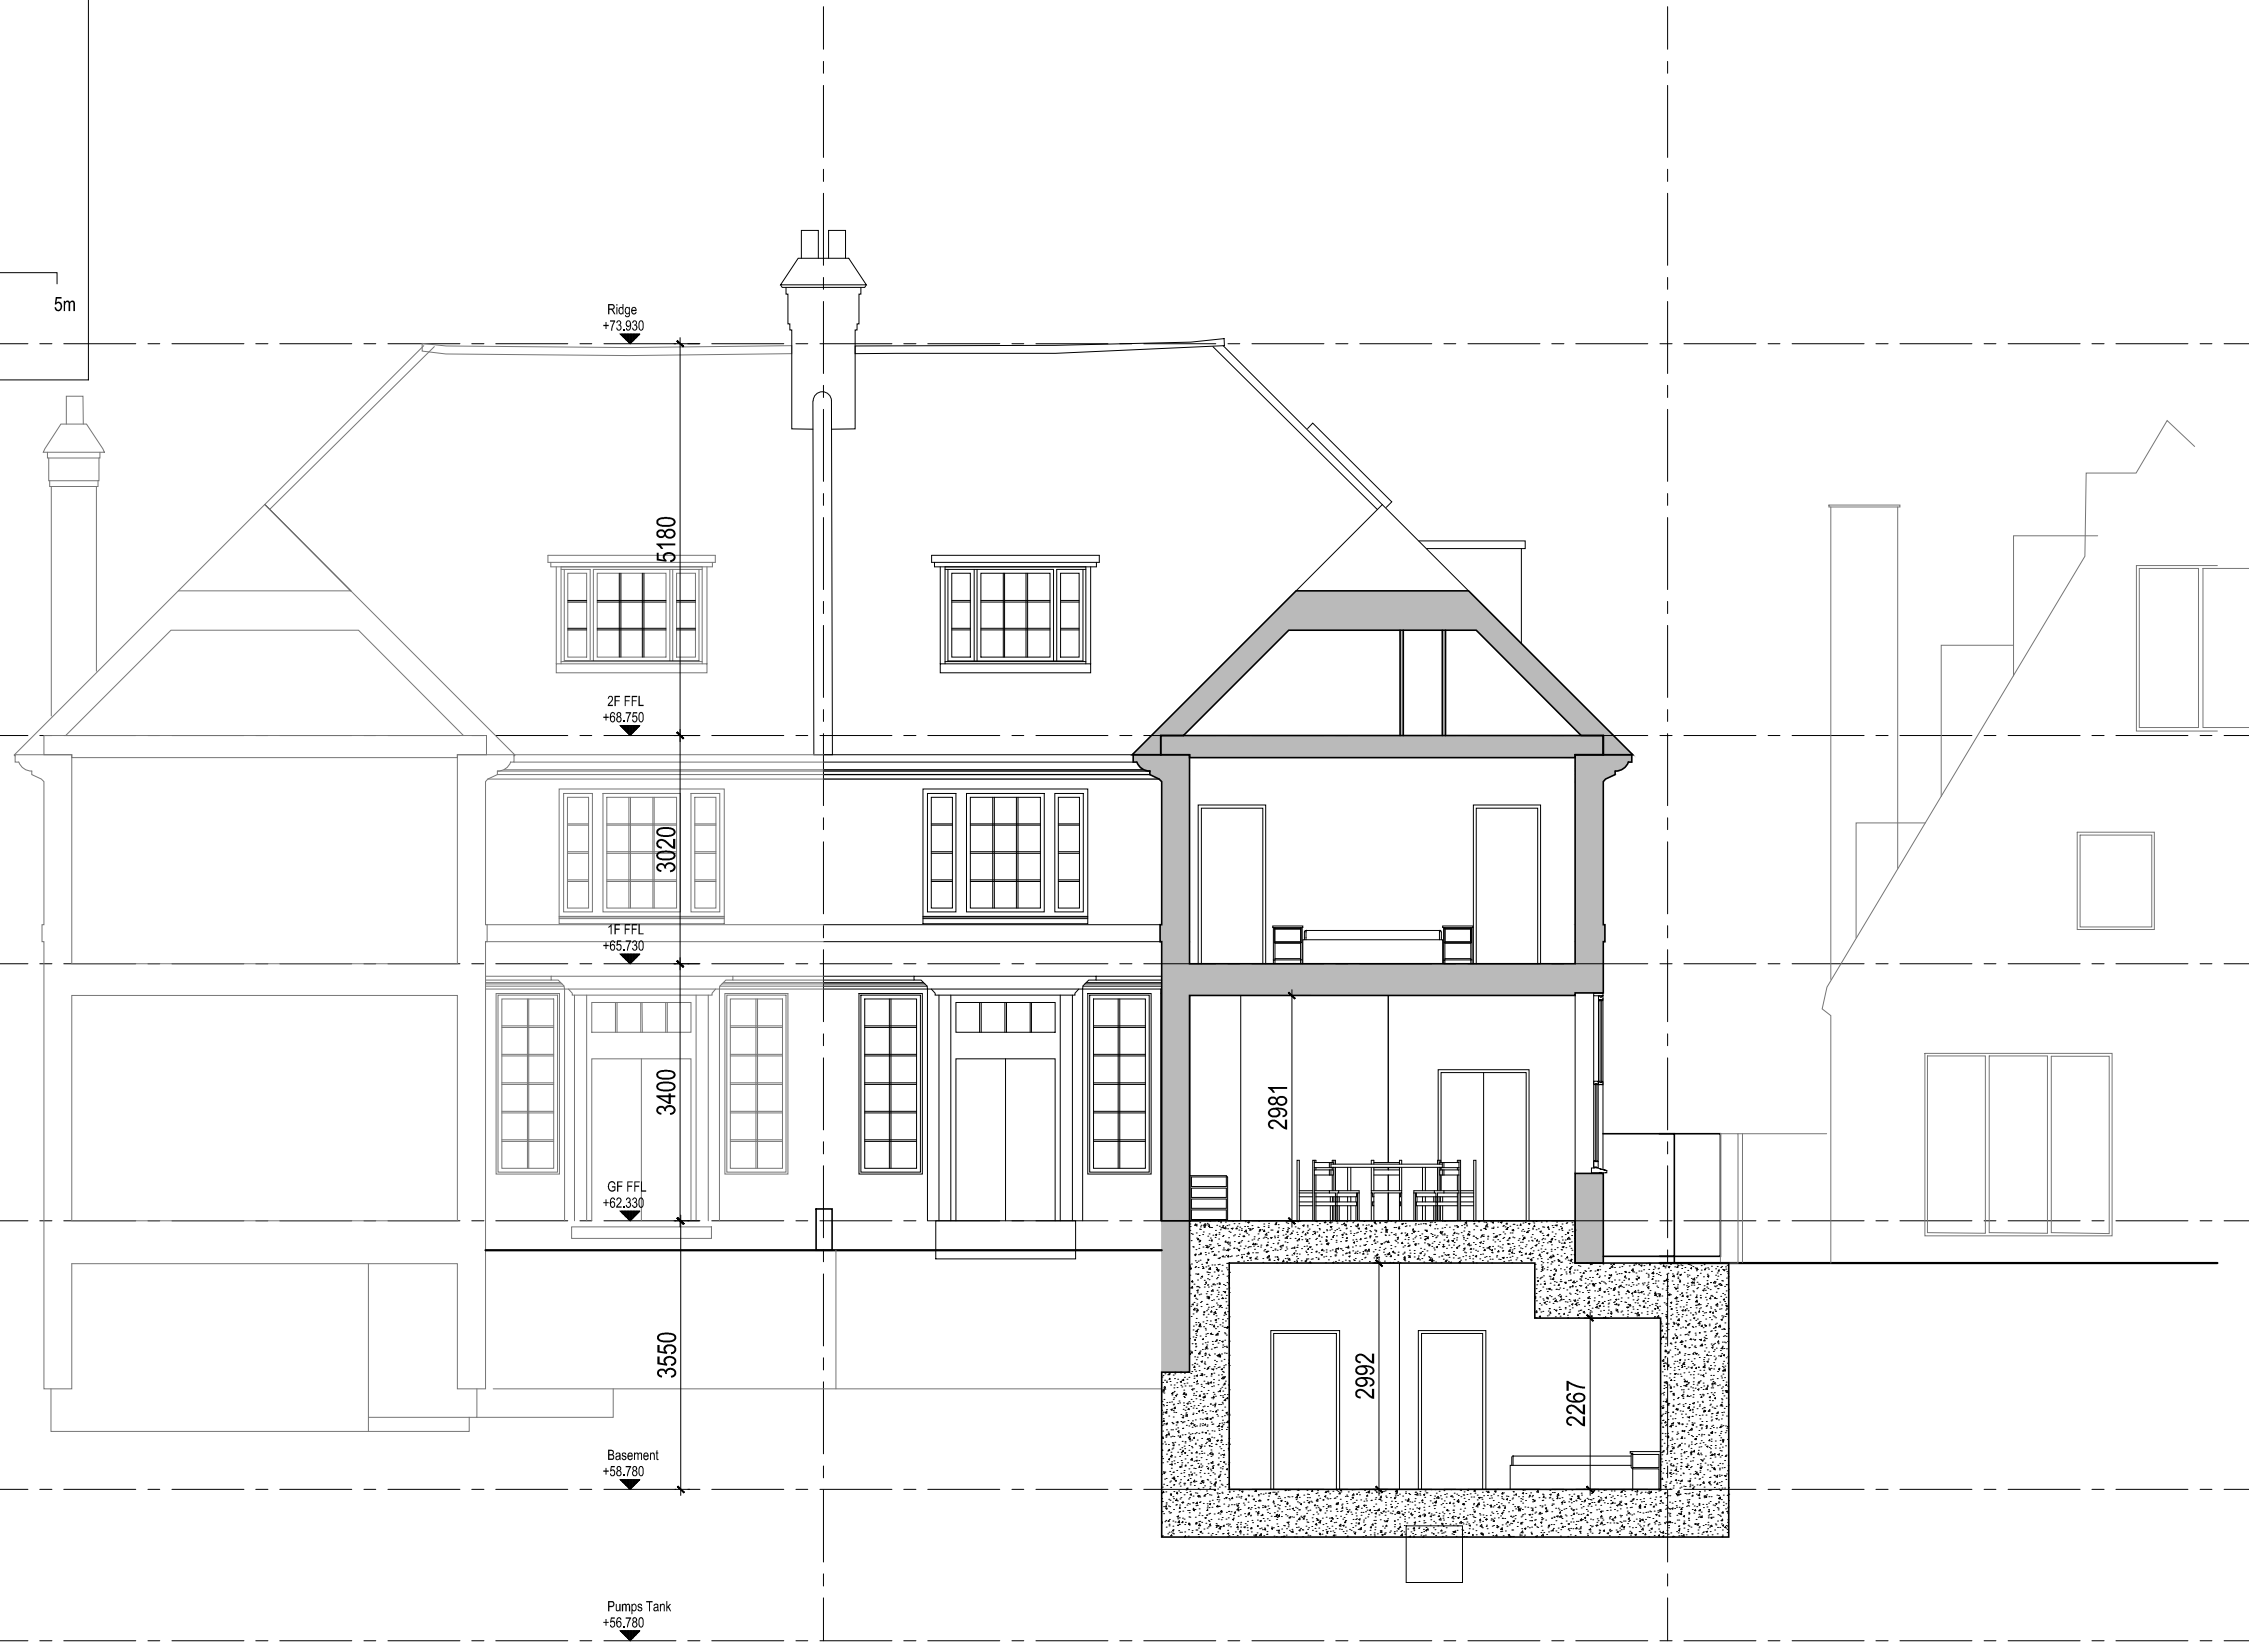 5m
Ridge
+73.930
5180
2F FFL
+68.750
3020
1F FFL
+65.730
3400
2981
GF FFL
+62.330
3550
2992
2267
Basement
+58.780
Pumps Tank
+56.780